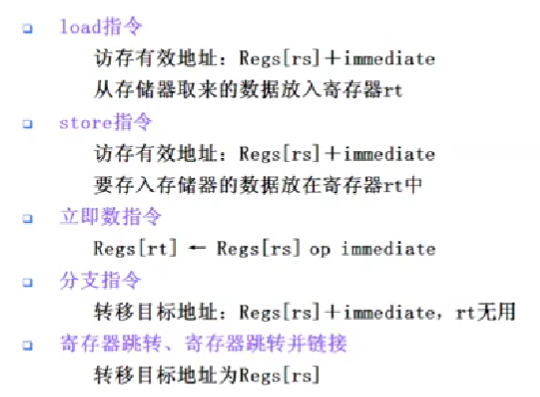 load指令
访存有效地址：Regs[rs]＋immediate
从存储器取来的数据放入寄存器rt
store指令
访存有效地址：Regs[rs]＋immediate
要存入存储器的数据放在寄存器rt中
立即数指令
Regs[rt] ← Regs[rs] op immediate
分支指令
转移目标地址：Regs[rs]＋immediate，rt无用
寄存器跳转、寄存器跳转并链接
转移目标地址为Regs[rs]